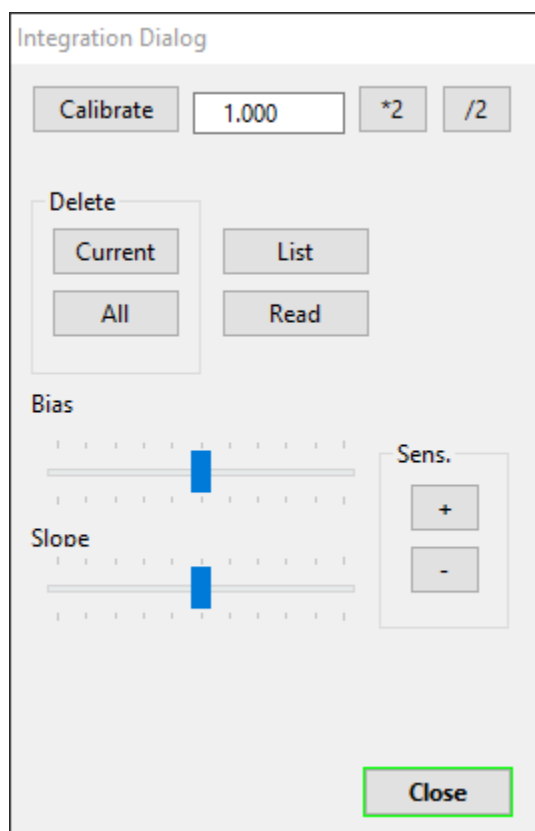 Integration Dialog
Calibrate 1.000 *2 /2
Delete
Current List
All Read
Bias
Sens.
+
Slope
-
Close